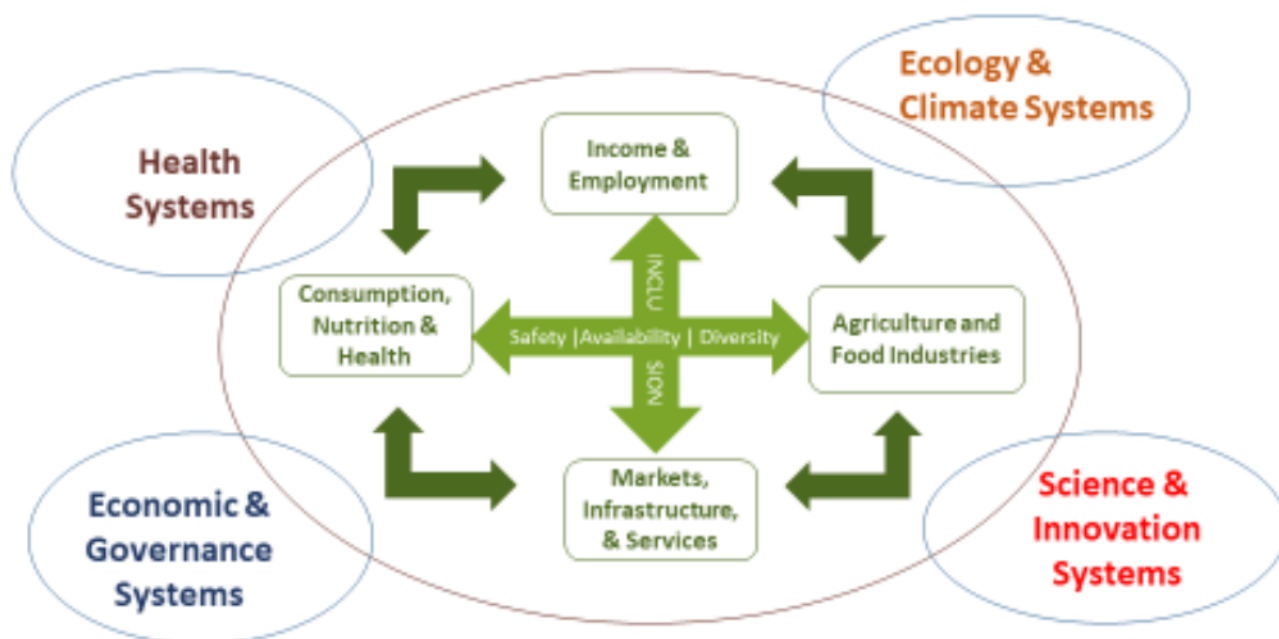 Ecology &
Climate Systems
Health
Systems
Income &
Employment
Consumption,
Nutrition &
Health
INCLU
Safety |Availability | Diversity
SION
Agriculture and
Food Industries
Markets,
Infrastructure,
& Services
Economic &
Governance
Systems
Science &
Innovation
Systems